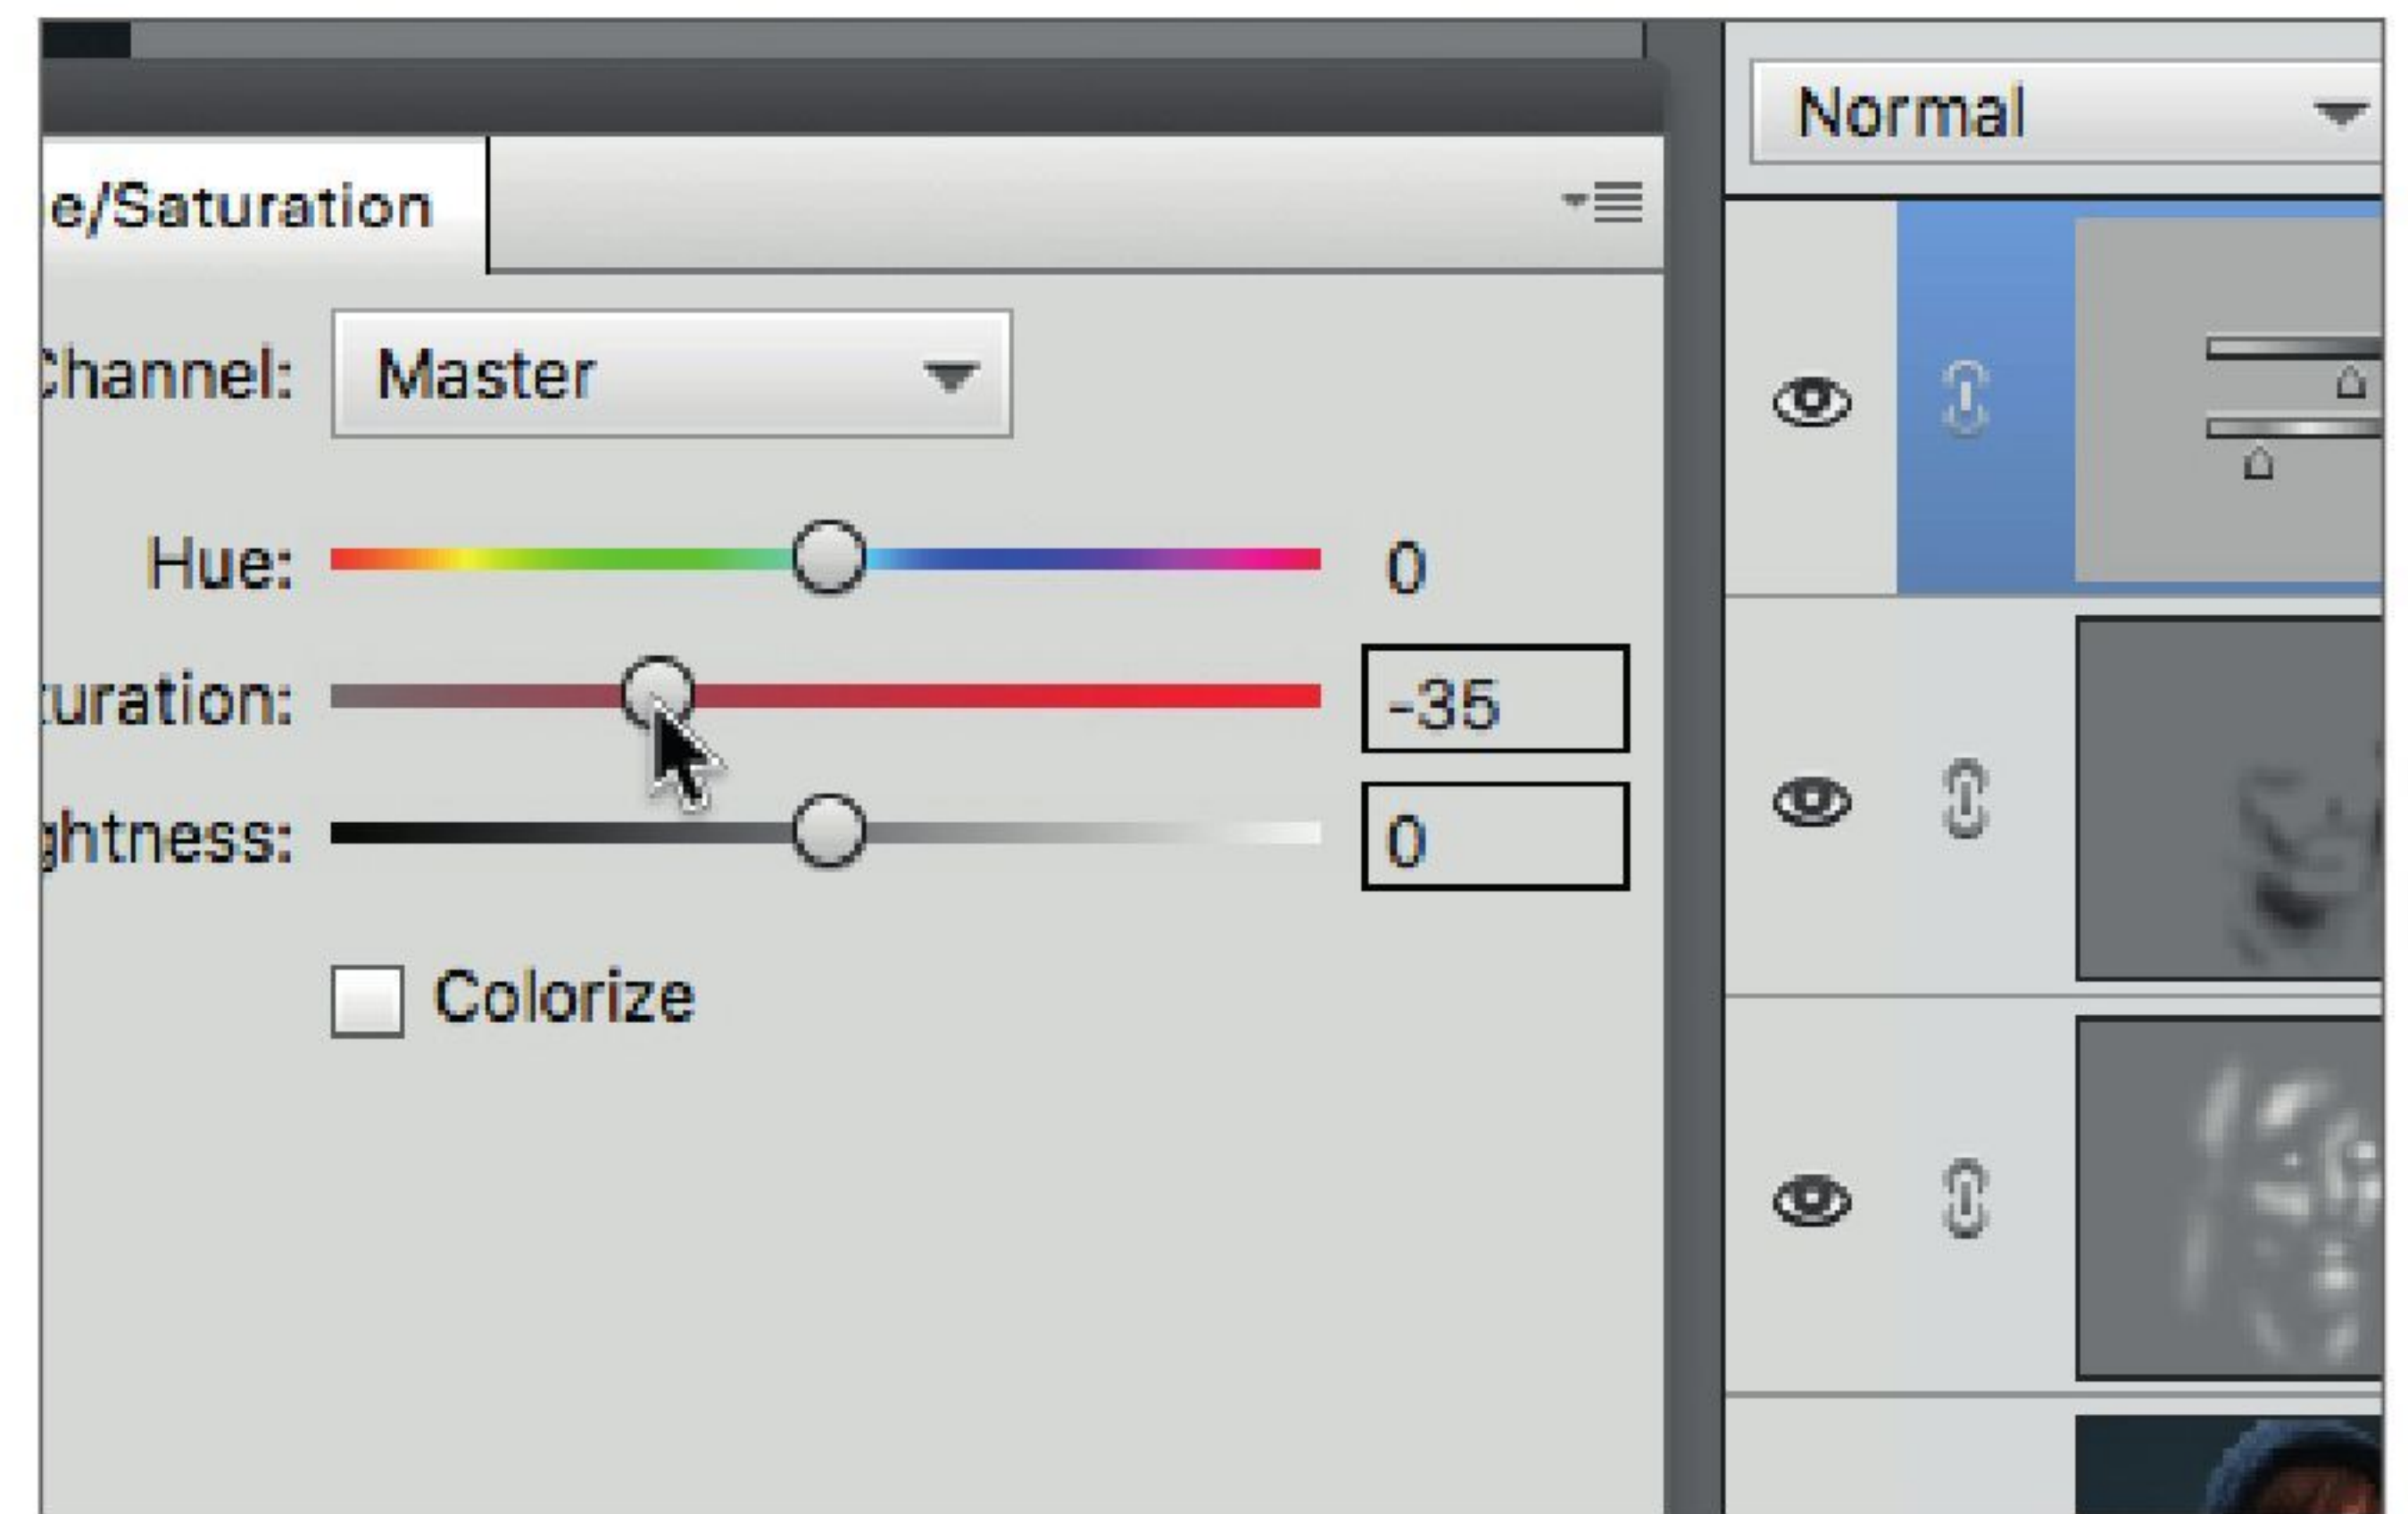 Normal
e/Saturation
Channel: Master
Hue: 0
turation: -35
ghtness: 0
Colorize